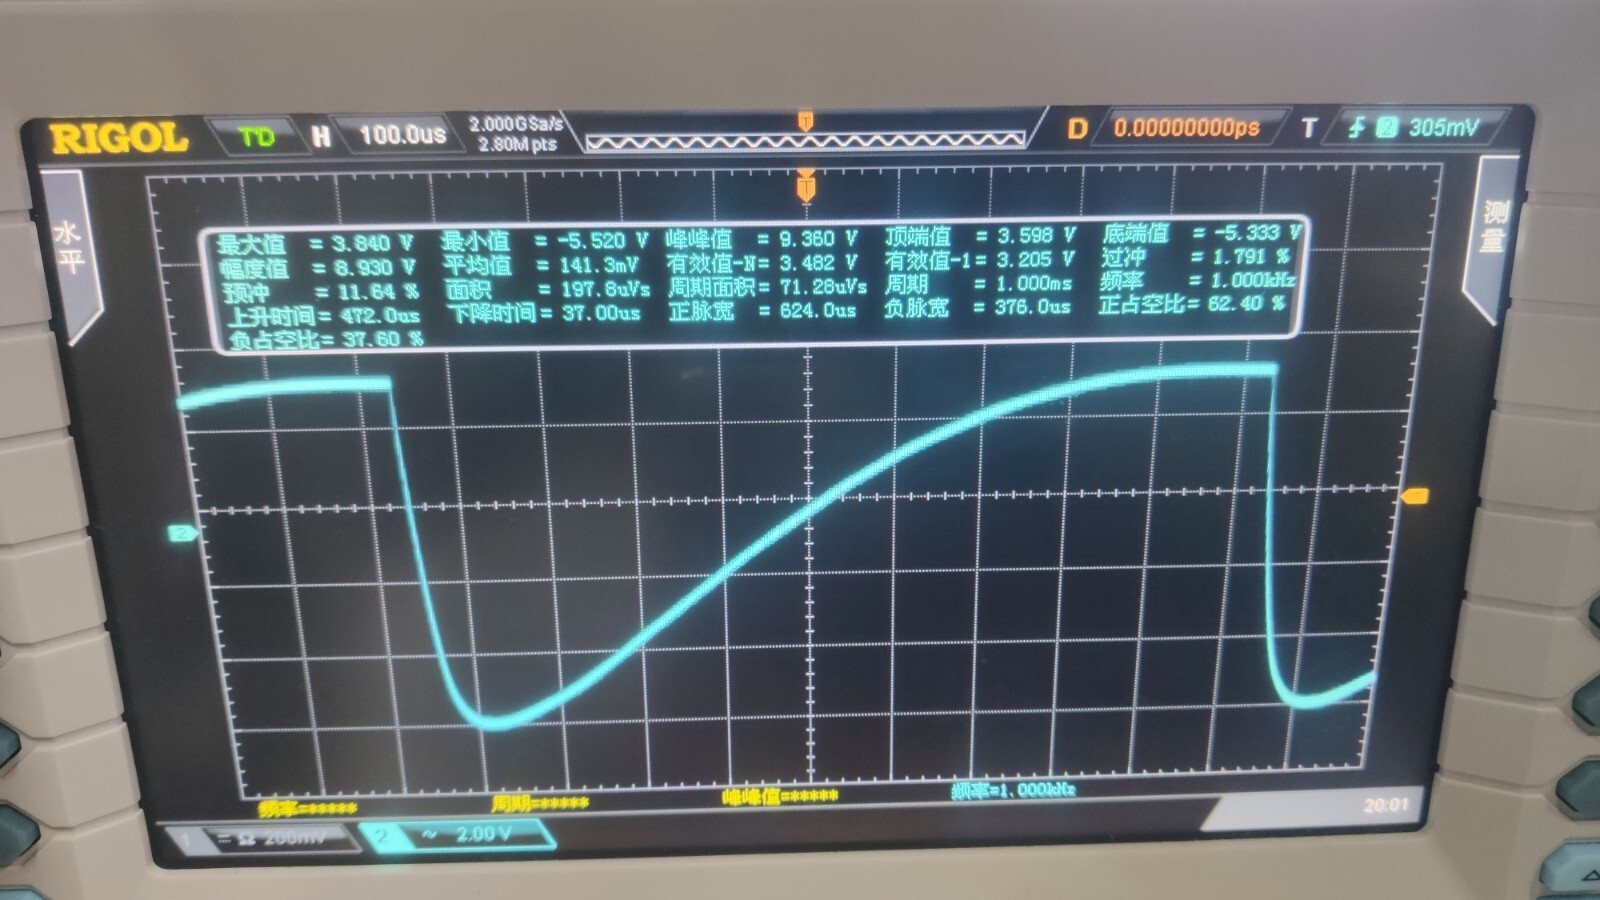 RIGOL T'D H 100.0us 2.000GSa/s D 0.00000000ps T 2 305mV
2.80M pts
T
T
水平
测量
最大值 = 3.840 V 最小值 = -5.520 V 峰峰值 = 9.360 V 顶端值 = 3.598 V 底端值 = -5.333 V
幅度值 = 8.930 V 平均值 = 141.3mV 有效值-N= 3.482 V 有效值-1= 3.205 V 过冲 = 1.791 %
预冲 = 11.64 % 面积 = 197.8uVs 周期面积= 71.28uVs 周期 = 1.000ms 频率 = 1.000kHz
上升时间= 472.0us 下降时间= 37.00us 正脉宽 = 624.0us 负脉宽 = 376.0us 正占空比= 62.40 %
负占空比= 37.60 %
2
频率=***** 周期=***** 峰峰值=***** 频率=1.000kHz
1 = Ω 200mV 2 ~ 2.00 V 20:01